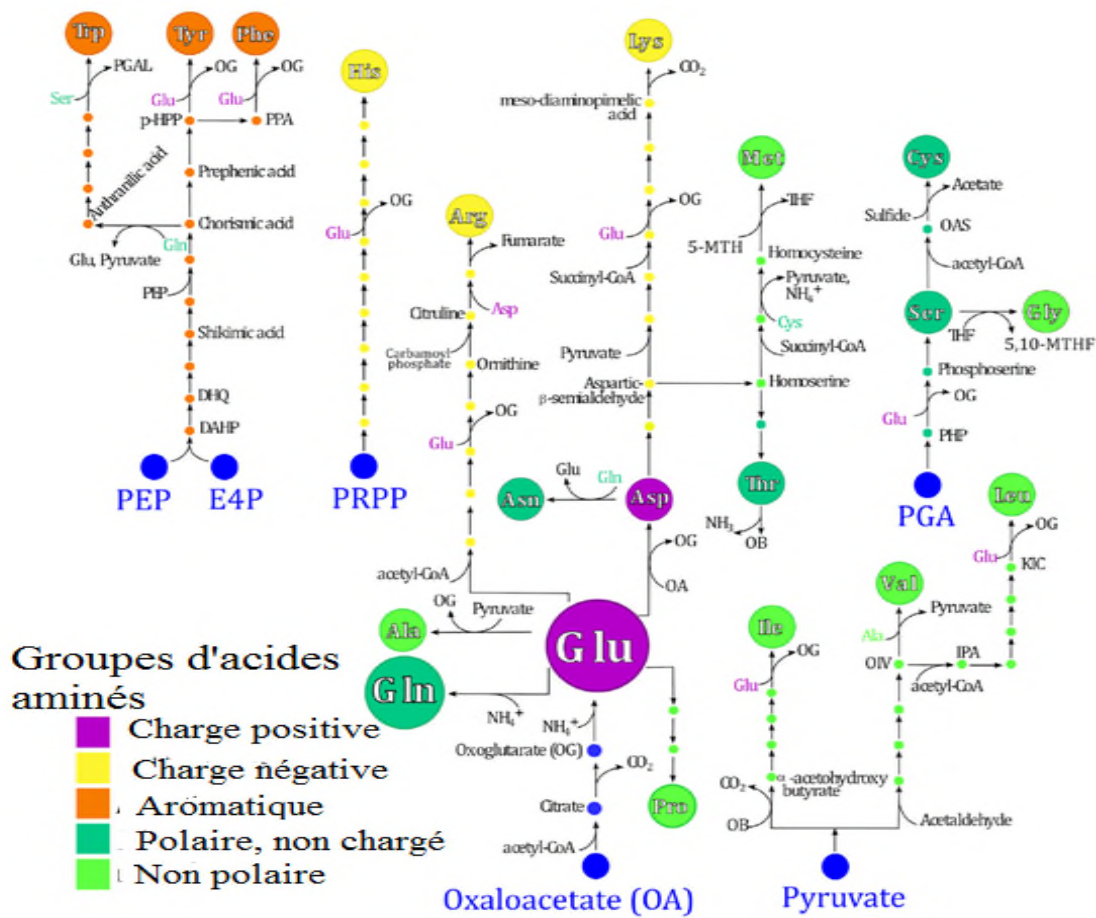 Trp
Tyr
Phe
PGAL
OG
OG
Ser
Glu
Glu
p-HPP
PPA
Anthranilic acid
Prephenic acid
Chorismic acid
Gln
Glu, Pyruvate
PEP
Shikimic acid
DHQ
DAHP
PEP
E4P
His
OG
Glu
PRPP
Arg
Fumarate
Asp
Citruline
Carbamoyl
phosphate
Ornithine
OG
Glu
acetyl-CoA
Lys
CO2
meso-diaminopimelic
acid
OG
Glu
Succinyl-CoA
Pyruvate
Aspartic-
β-semialdehyde
Glu
Gln
Asn
Asp
OG
OA
Met
THF
5-MTH
Homocysteine
Pyruvate,
NH4+
Cys
Succinyl-CoA
Homoserine
Thr
NH3
OB
Cys
Acetate
Sulfide
OAS
acetyl-CoA
Ser
Gly
THF
5,10-MTHF
Phosphoserine
OG
Glu
PHP
PGA
Leu
OG
Glu
KIC
Val
Pyruvate
Ala
OIV
IPA
acetyl-CoA
Ile
OG
Glu
α-acetohydroxy
butyrate
CO2
OB
Acetaldehyde
Pyruvate
OG
Pyruvate
Ala
Glu
Gln
NH4+
NH4+
Oxoglutarate (OG)
CO2
Citrate
acetyl-CoA
Pro
Oxaloacetate (OA)
Groupes d'acides
aminés
Charge positive
Charge négative
Aromatique
Polaire, non chargé
Non polaire